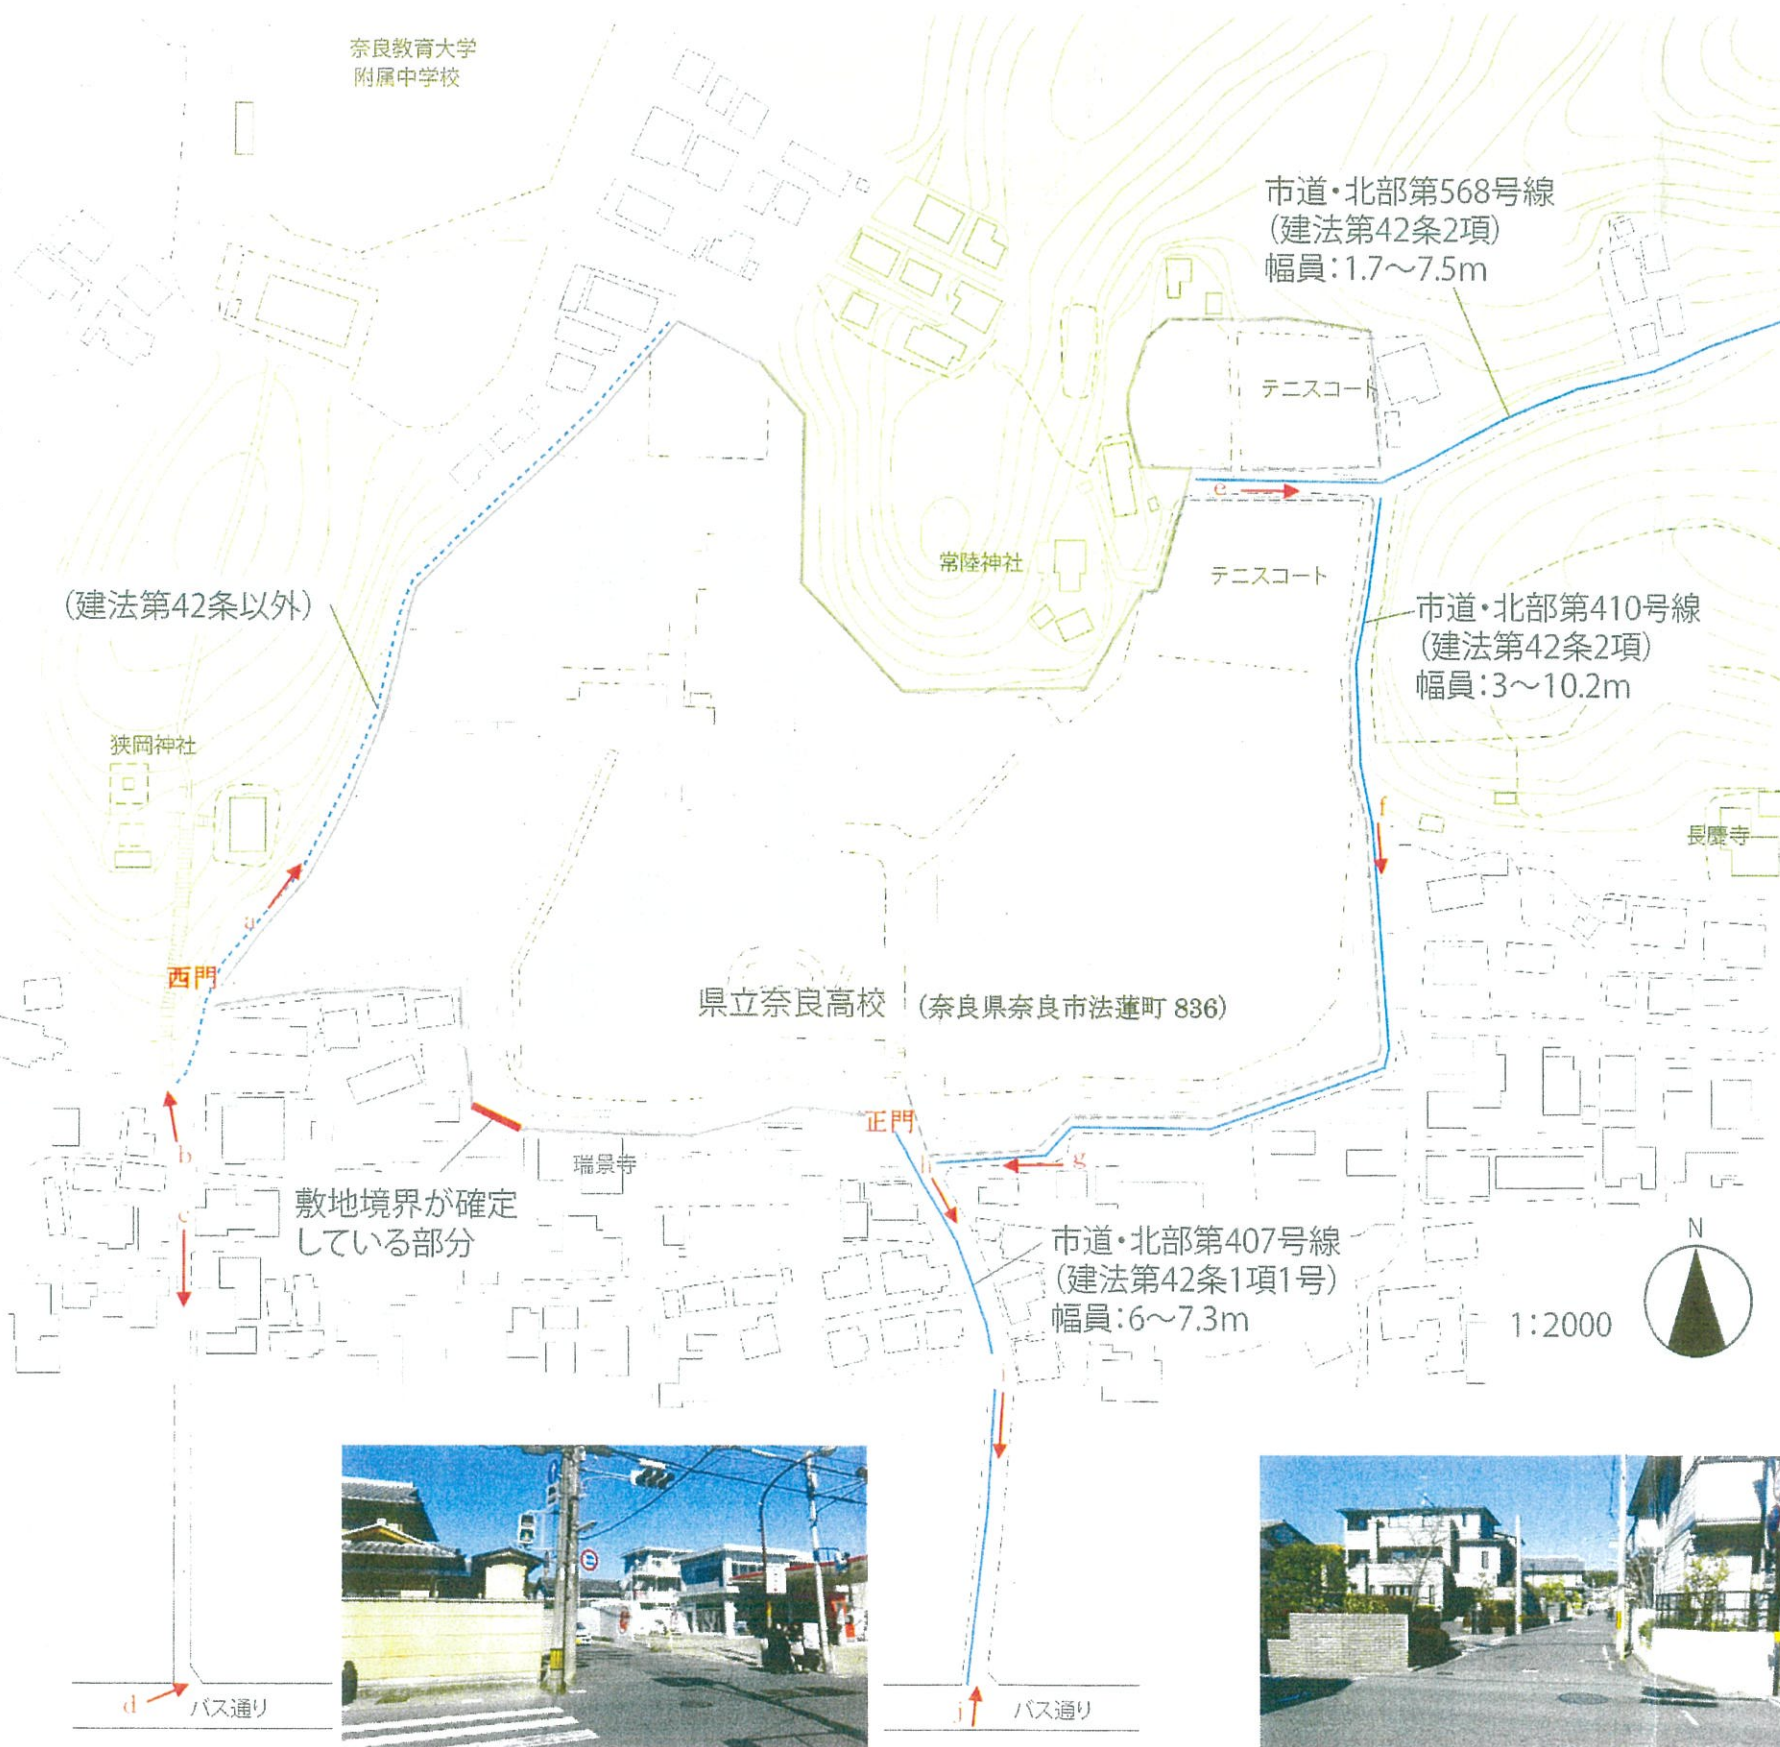 奈良教育大学
附属中学校
市道・北部第568号線
(建法第42条2項)
幅員：1.7～7.5m
テニスコート
e
常陸神社
テニスコート
(建法第42条以外)
市道・北部第410号線
(建法第42条2項)
幅員：3～10.2m
狭岡神社
f
長慶寺
a
西門
県立奈良高校
(奈良県奈良市法蓮町 836)
正門
b
瑞景寺
h
g
敷地境界が確定
している部分
c
市道・北部第407号線
(建法第42条1項1号)
幅員：6～7.3m
N
1：2000
i
d
バス通り
j
バス通り